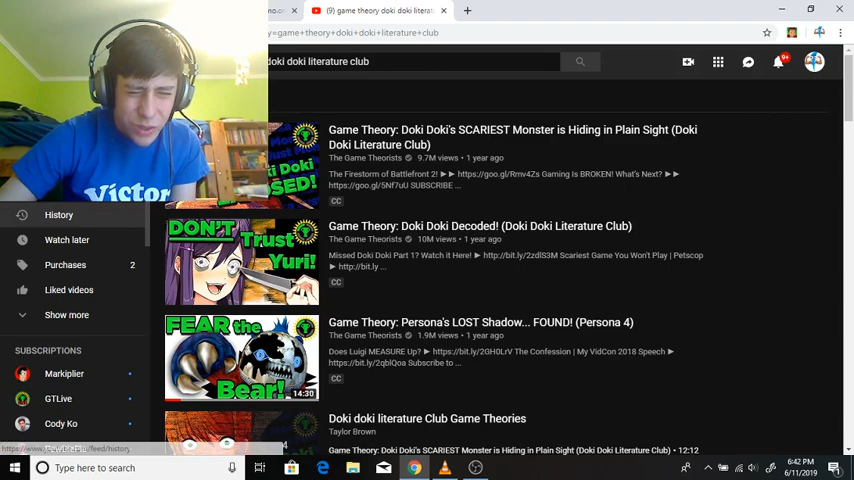 mo.c
(9) game theory doki doki literatu
y=game+theory+doki+doki+literature+club
doki doki literature club
9+
Victor
Game Theory: Doki Doki's SCARIEST Monster is Hiding in Plain Sight (Doki
Doki Literature Club)
The Game Theorists
9.7M views • 1 year ago
The Firestorm of Battlefront 2! ►► https://goo.gl/Rmv4Zs Gaming Is BROKEN! What's Next? ►►
https://goo.gl/5Nf7uU SUBSCRIBE ...
CC
DON'T
Trust
Yuri!
Game Theory: Doki Doki Decoded! (Doki Doki Literature Club)
The Game Theorists
10M views • 1 year ago
Missed Doki Doki Part 1? Watch it Here! ► http://bit.ly/2zdlS3M Scariest Game You Won't Play | Petscop
► http://bit.ly ...
CC
FEAR the
Bear!
14:30
Game Theory: Persona's LOST Shadow... FOUND! (Persona 4)
The Game Theorists
1.9M views • 1 year ago
Does Luigi MEASURE Up? ► https://bit.ly/2GH0LrV The Confession | My VidCon 2018 Speech ►
https://bit.ly/2qblQoa Subscribe to ...
CC
Doki doki literature Club Game Theories
Taylor Brown
Game Theory: Doki Doki's SCARIEST Monster is Hiding in Plain Sight (Doki Doki Literature Club) • 12:12
History
Watch later
Purchases 2
Liked videos
Show more
SUBSCRIPTIONS
Markiplier
GTLive
Cody Ko
Type here to search
6:42 PM
6/11/2019